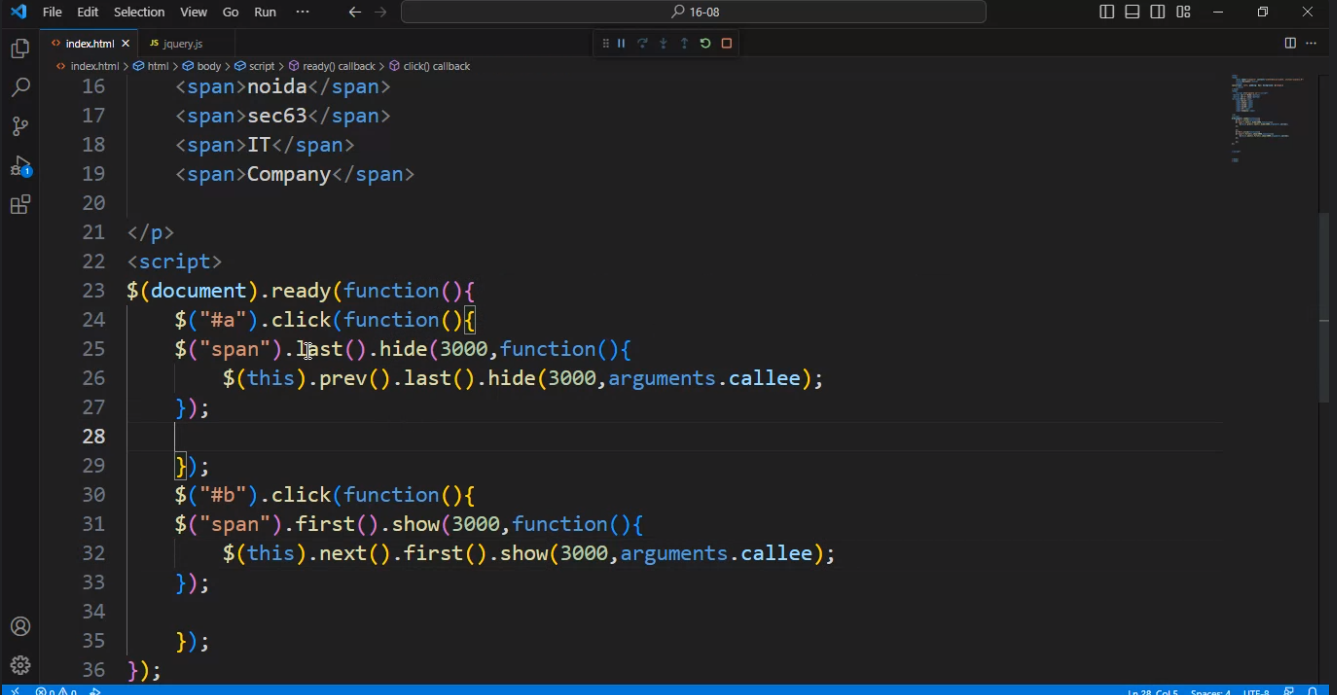 File Edit Selection View Go Run ··· 16-08
index.html × JS jquery.js
index.html > html > body > script > ready() callback > click() callback
16 <span>noida</span>
17 <span>sec63</span>
18 <span>IT</span>
19 <span>Company</span>
20
21 </p>
22 <script>
23 $(document).ready(function(){
24 $("#a").click(function(){
25 $("span").last().hide(3000,function(){
26 $(this).prev().last().hide(3000,arguments.callee);
27 });
28
29 });
30 $("#b").click(function(){
31 $("span").first().show(3000,function(){
32 $(this).next().first().show(3000,arguments.callee);
33 });
34
35 });
36 });
1
0 0 Ln 28, Col 5 Spaces: 4 UTF-8